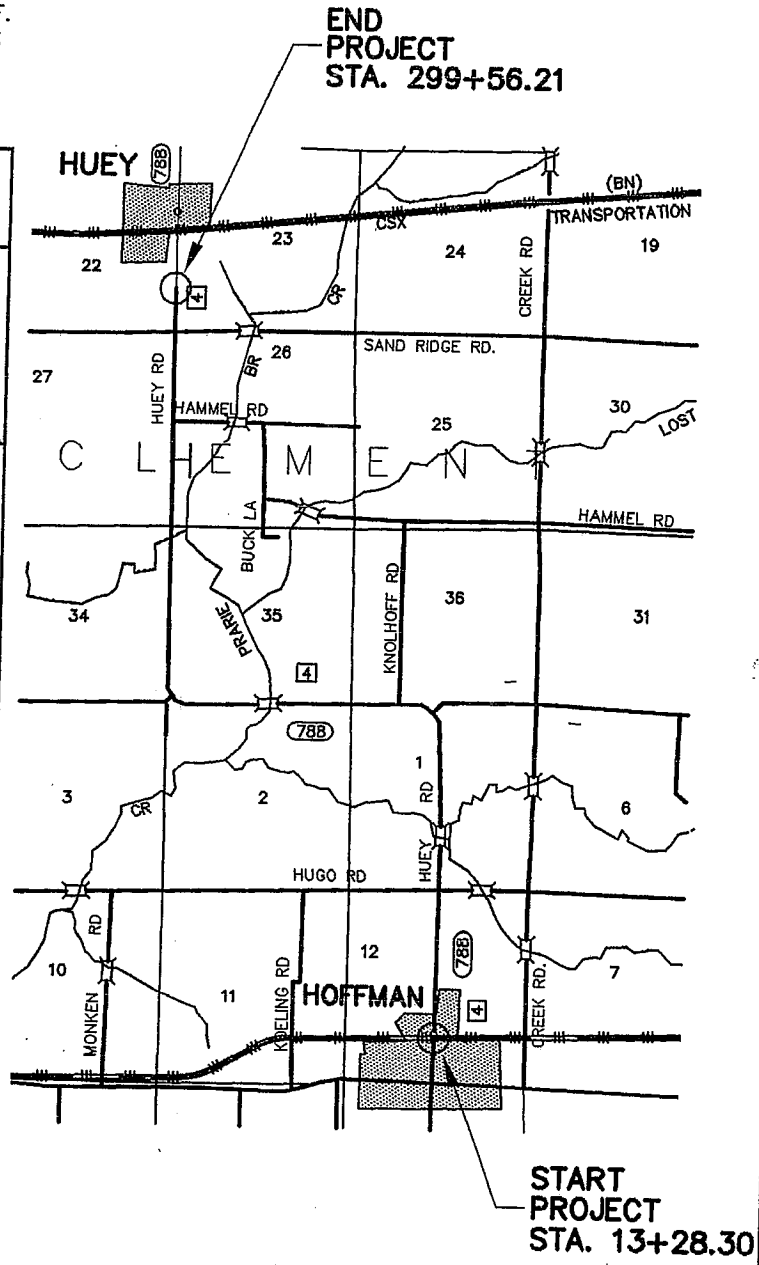 END
PROJECT
STA. 299+56.21
HUEY
788
(BN)
CSX
TRANSPORTATION
22
23
24
19
CREEK RD
4
CR
SAND RIDGE RD.
26
27
HUEY RD
BR
HAMMEL RD
25
30
LOST
C L E M E N
BUCK LA
HAMMEL RD
KNOLHOFF RD
34
35
36
31
PRARIE
4
788
1
3
2
CR
HUEY RD
6
HUGO RD
MONKEN RD
10
11
12
KOELING RD
HOFFMAN
788
4
7
CREEK RD.
START
PROJECT
STA. 13+28.30